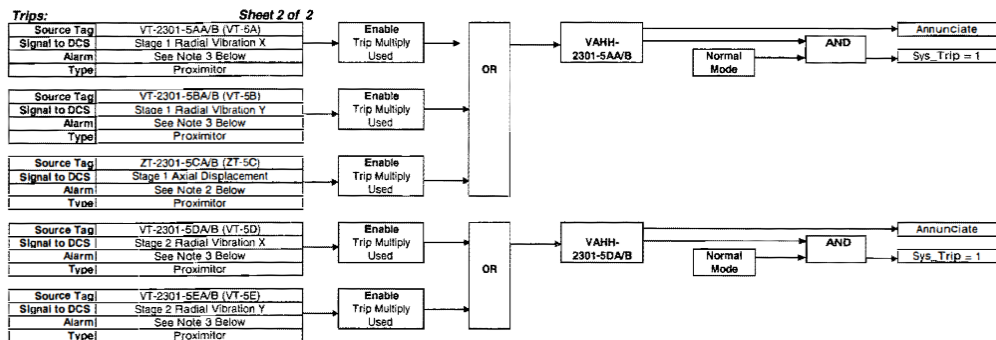 Trips: Sheet 2 of 2
Source Tag VT-2301-5AA/B (VT-5A)
Signal to DCS Stage 1 Radial Vibration X
Alarm See Note 3 Below
Type Proximitor
Enable
Trip Multiply
Used
OR
VAHH-
2301-5AA/B
Normal
Mode
AND
Annunciate
Sys_Trip = 1
Source Tag VT-2301-5BA/B (VT-5B)
Signal to DCS Stage 1 Radial Vibration Y
Alarm See Note 3 Below
Type Proximitor
Enable
Trip Multiply
Used
Source Tag ZT-2301-5CA/B (ZT-5C)
Signal to DCS Stage 1 Axial Displacement
Alarm See Note 2 Below
Type Proximitor
Enable
Trip Multiply
Used
Source Tag VT-2301-5DA/B (VT-5D)
Signal to DCS Stage 2 Radial Vibration X
Alarm See Note 3 Below
Type Proximitor
Enable
Trip Multiply
Used
OR
VAHH-
2301-5DA/B
Normal
Mode
AND
Annunciate
Sys_Trip = 1
Source Tag VT-2301-5EA/B (VT-5E)
Signal to DCS Stage 2 Radial Vibration Y
Alarm See Note 3 Below
Type Proximitor
Enable
Trip Multiply
Used